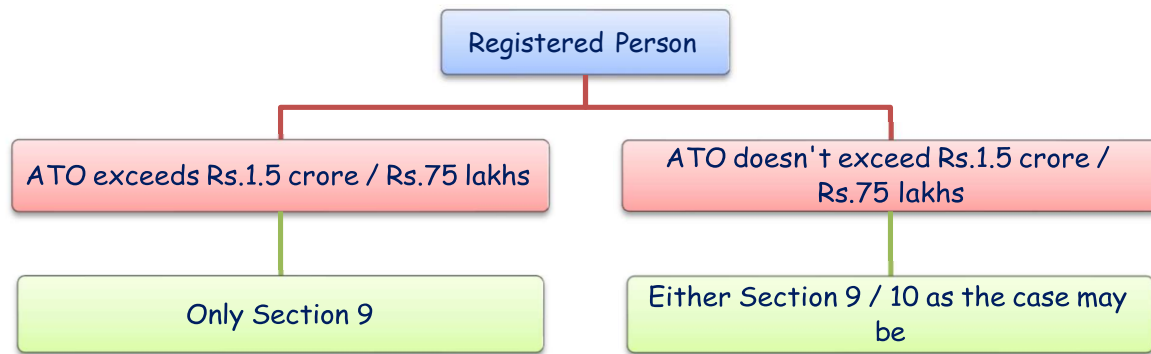 Registered Person
ATO exceeds Rs.1.5 crore / Rs.75 lakhs
ATO doesn't exceed Rs.1.5 crore /
Rs.75 lakhs
Only Section 9
Either Section 9 / 10 as the case may
be